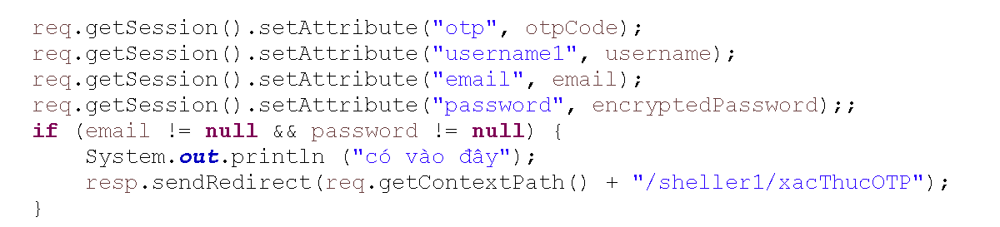 req.getSession().setAttribute("otp", otpCode);
req.getSession().setAttribute("username1", username);
req.getSession().setAttribute("email", email);
req.getSession().setAttribute("password", encryptedPassword);;
if (email != null && password != null) {
    System.out.println ("có vào đây");
    resp.sendRedirect(req.getContextPath() + "/sheller1/xacThucOTP");
}